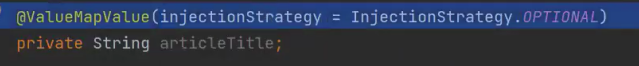 @ValueMapValue(injectionStrategy = InjectionStrategy.OPTIONAL)
private String articleTitle;